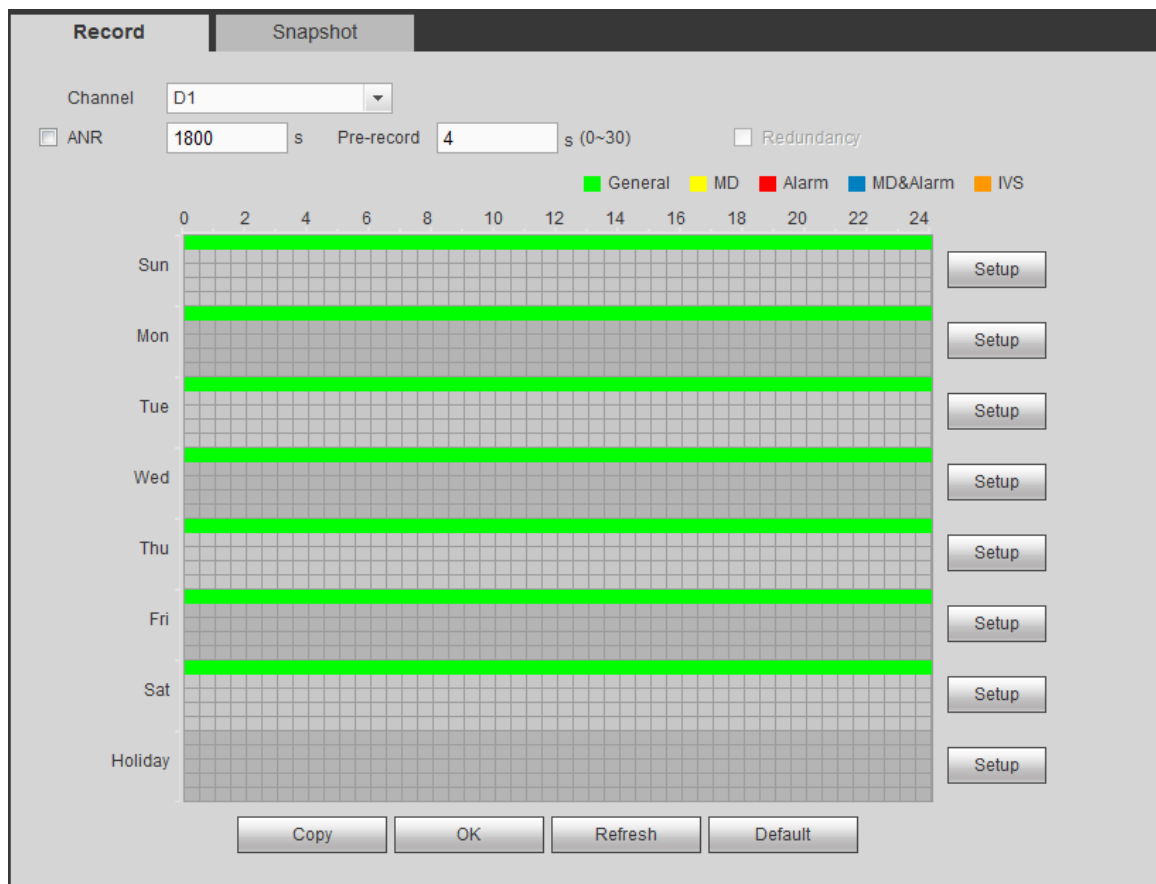 Record Snapshot
Channel D1
ANR 1800 s Pre-record 4 s (0~30) Redundancy
General MD Alarm MD&Alarm IVS
0 2 4 6 8 10 12 14 16 18 20 22 24
Sun Setup
Mon Setup
Tue Setup
Wed Setup
Thu Setup
Fri Setup
Sat Setup
Holiday Setup
Copy OK Refresh Default